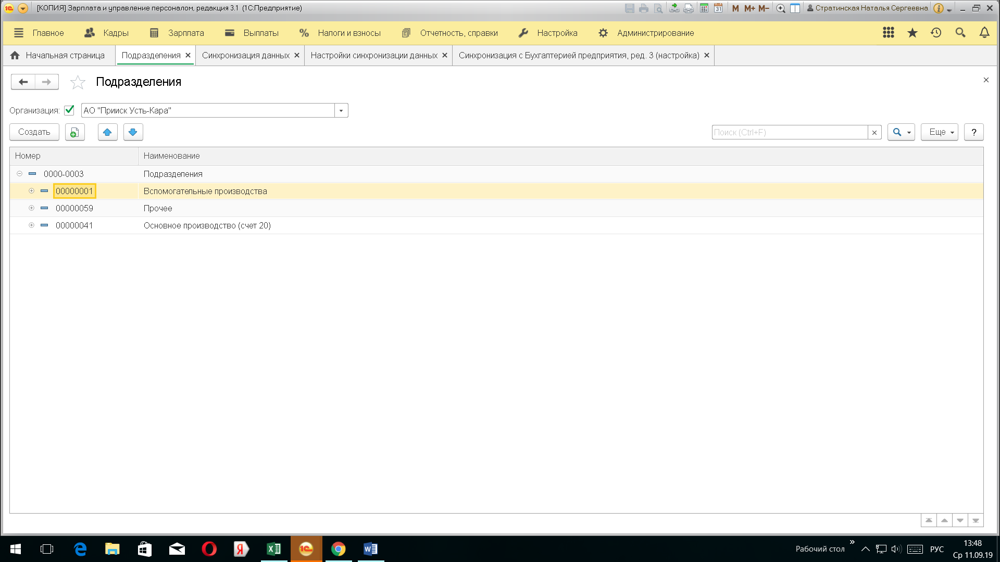 [КОПИЯ] Зарплата и управление персоналом, редакция 3.1 (1С:Предприятие)
31 M M+ M− Стратинская Наталья Сергеевна
Главное Кадры Зарплата Выплаты % Налоги и взносы Отчетность, справки Настройка Администрирование
Начальная страница Подразделения × Синхронизация данных × Настройки синхронизации данных × Синхронизация с Бухгалтерией предприятия, ред. 3 (настройка) ×
Подразделения
Организация: АО "Прииск Усть-Кара"
Создать Поиск (Ctrl+F) × Еще ?
Номер Наименование
0000-0003 Подразделения
00000001 Вспомогательные производства
00000059 Прочее
00000041 Основное производство (счет 20)
Рабочий стол » РУС
13:48
Ср 11.09.19